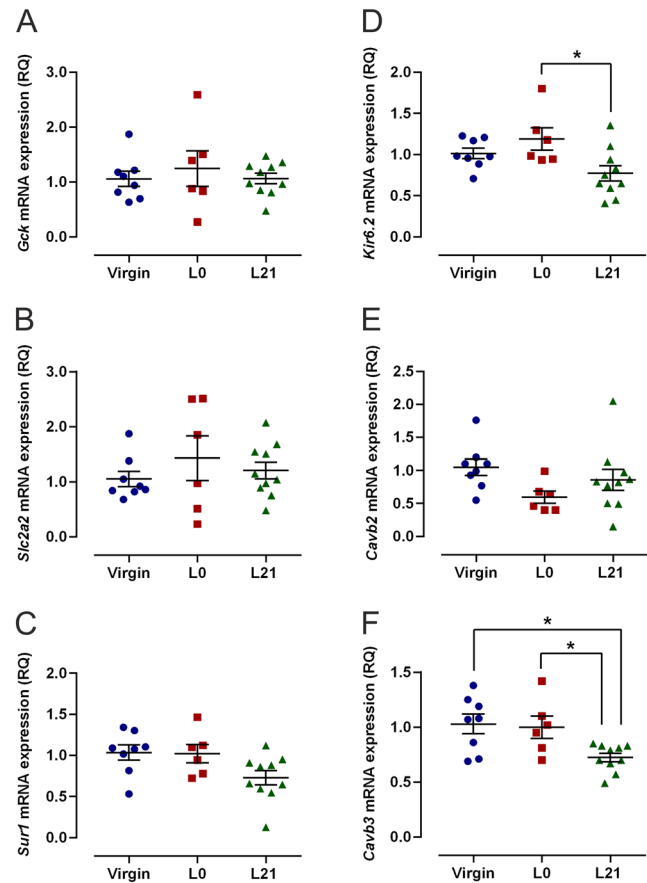 A
Gck mRNA expression (RQ)
3.0
2.0
1.0
0.0
Virgin L0 L21
B
Slc2a2 mRNA expression (RQ)
3.0
2.0
1.0
0.0
Virgin L0 L21
C
Sur1 mRNA expression (RQ)
2.0
1.5
1.0
0.5
0.0
Virgin L0 L21
D
Kir6.2 mRNA expression (RQ)
2.0
1.5
1.0
0.5
0.0
*
Virgin L0 L21
E
Cavb2 mRNA expression (RQ)
2.5
2.0
1.5
1.0
0.5
0.0
Virgin L0 L21
F
Cavb3 mRNA expression (RQ)
1.5
1.0
0.5
0.0
*
*
Virgin L0 L21